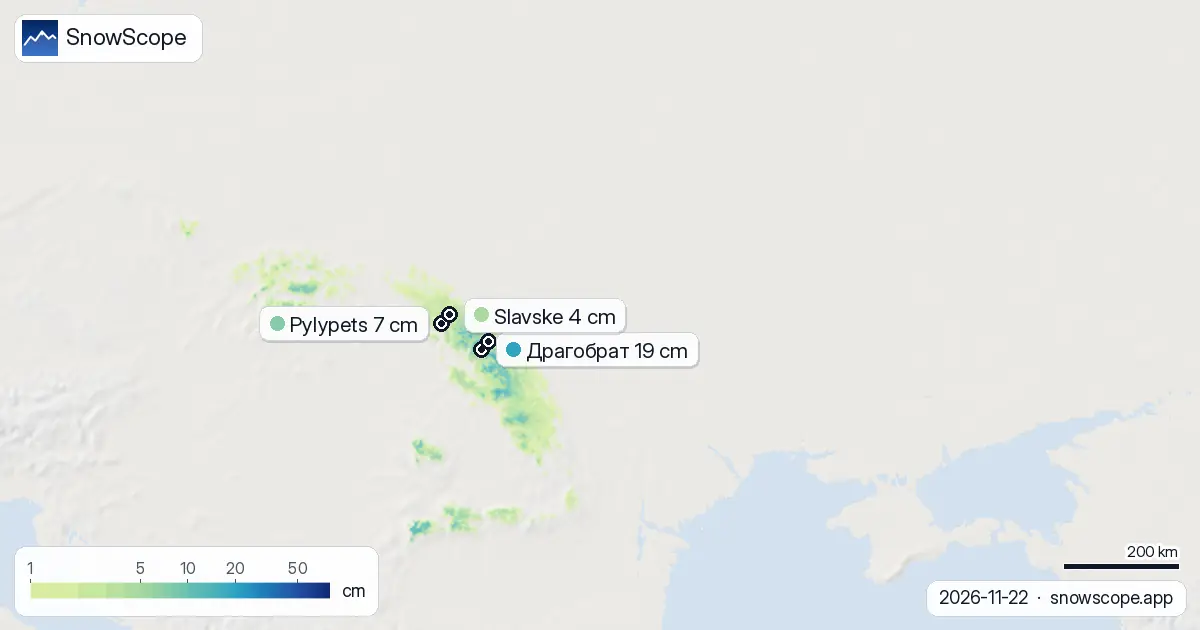 SnowScope
Slavske 4 cm
Pylypets 7 cm
Драгобрат 19 cm
1 5 10 20 50
cm
200 km
2026-11-22 · snowscope.app